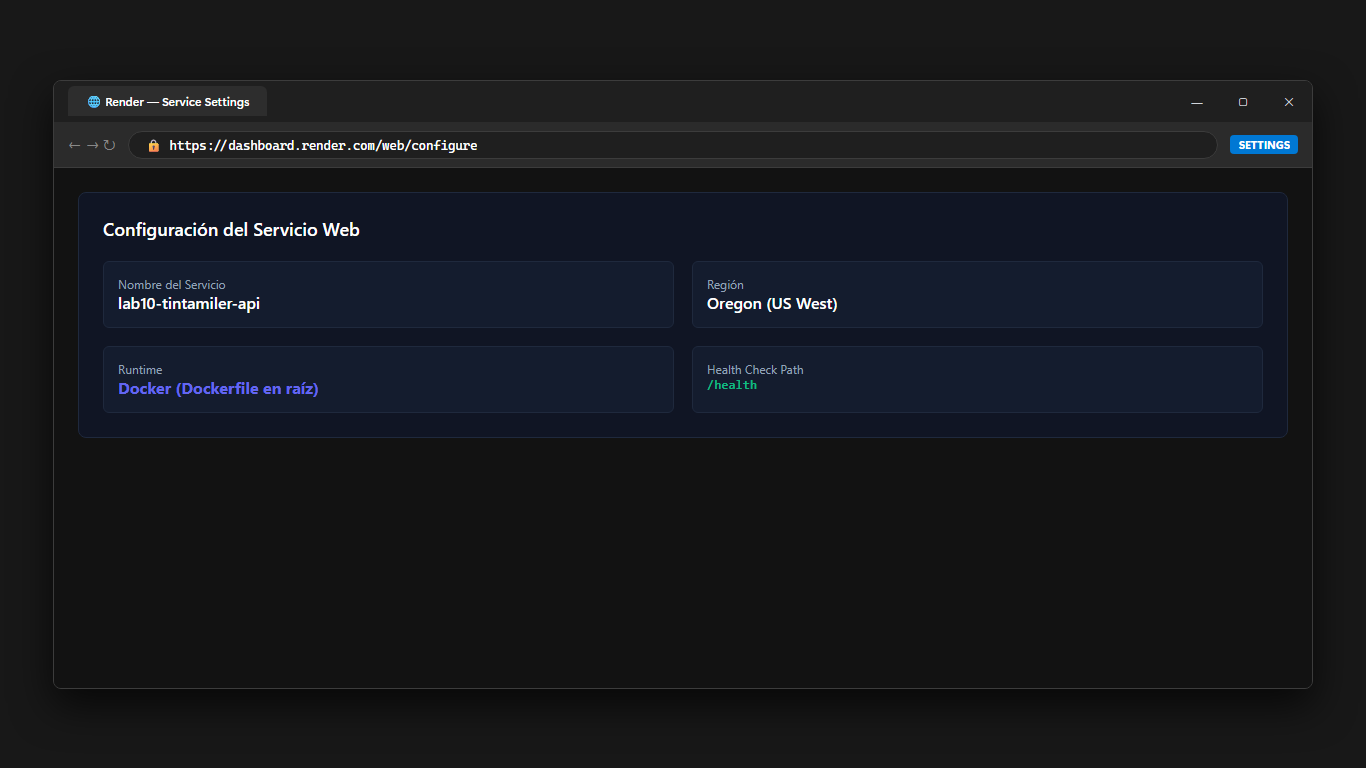 Render — Service Settings
https://dashboard.render.com/web/configure
SETTINGS
Configuración del Servicio Web
Nombre del Servicio
lab10-tintamiler-api
Región
Oregon (US West)
Runtime
Docker (Dockerfile en raíz)
Health Check Path
/health